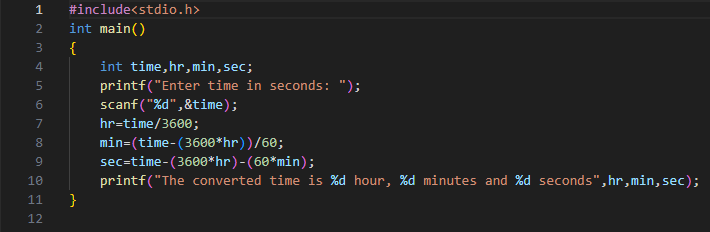 1 #include<stdio.h>
2 int main()
3 {
4     int time,hr,min,sec;
5     printf("Enter time in seconds: ");
6     scanf("%d",&time);
7     hr=time/3600;
8     min=(time-(3600*hr))/60;
9     sec=time-(3600*hr)-(60*min);
10     printf("The converted time is %d hour, %d minutes and %d seconds",hr,min,sec);
11 }
12